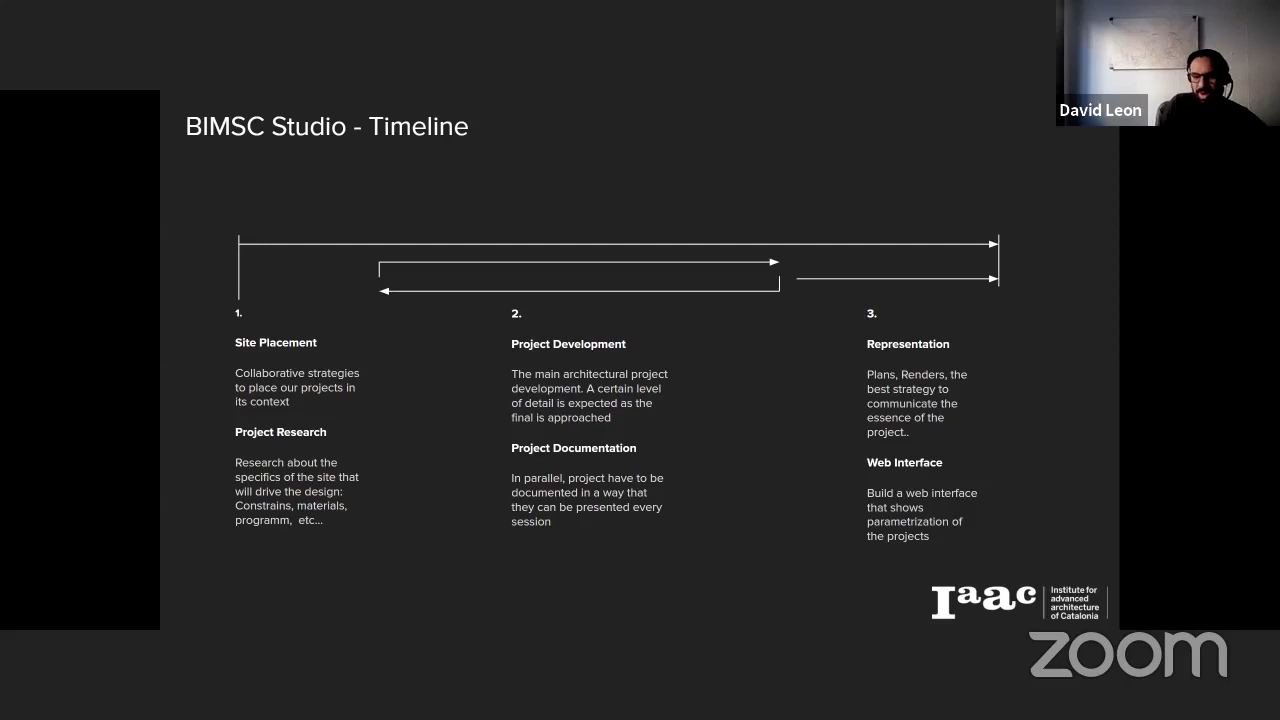 David Leon
BIMSC Studio - Timeline
1.
Site Placement
Collaborative strategies
to place our projects in
its context
Project Research
Research about the
specifics of the site that
will drive the design:
Constrains, materials,
programm, etc...
2.
Project Development
The main architectural project
development. A certain level
of detail is expected as the
final is approached
Project Documentation
In parallel, project have to be
documented in a way that
they can be presented every
session
3.
Representation
Plans, Renders, the
best strategy to
communicate the
essence of the
project..
Web Interface
Build a web interface
that shows
parametrization of
the projects
Iaac
Institute for
advanced
architecture
of Catalonia
zoom